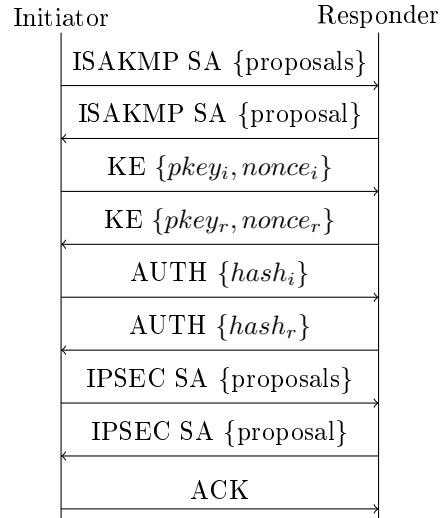 Initiator Responder
ISAKMP SA {proposals}
ISAKMP SA {proposal}
KE {pkey_i, nonce_i}
KE {pkey_r, nonce_r}
AUTH {hash_i}
AUTH {hash_r}
IPSEC SA {proposals}
IPSEC SA {proposal}
ACK